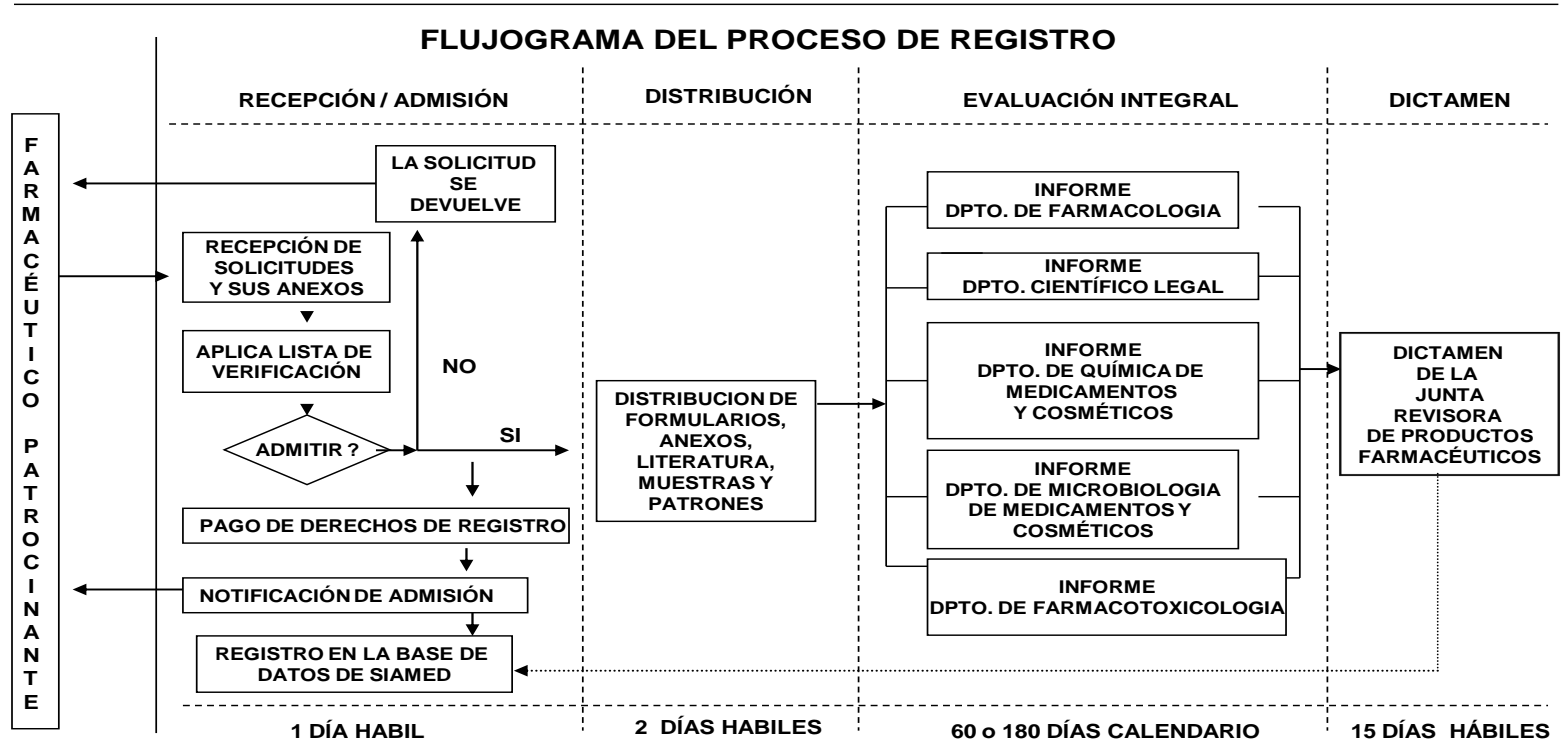 FLUJOGRAMA DEL PROCESO DE REGISTRO
RECEPCIÓN / ADMISIÓN
DISTRIBUCIÓN
EVALUACIÓN INTEGRAL
DICTAMEN
FARMACÉUTICO PATROCINANTE
LA SOLICITUD
SE
DEVUELVE
RECEPCIÓN DE
SOLICITUDES
Y SUS ANEXOS
APLICA LISTA DE
VERIFICACIÓN
NO
ADMITIR ?
SI
PAGO DE DERECHOS DE REGISTRO
NOTIFICACIÓN DE ADMISIÓN
REGISTRO EN LA BASE DE
DATOS DE SIAMED
DISTRIBUCION DE
FORMULARIOS,
ANEXOS,
LITERATURA,
MUESTRAS Y
PATRONES
INFORME
DPTO. DE FARMACOLOGIA
INFORME
DPTO. CIENTÍFICO LEGAL
INFORME
DPTO. DE QUÍMICA DE
MEDICAMENTOS
Y COSMÉTICOS
INFORME
DPTO. DE MICROBIOLOGIA
DE MEDICAMENTOS Y
COSMÉTICOS
INFORME
DPTO. DE FARMACOTOXICOLOGIA
DICTAMEN
DE LA
JUNTA
REVISORA
DE PRODUCTOS
FARMACÉUTICOS
1 DÍA HABIL
2 DÍAS HABILES
60 o 180 DÍAS CALENDARIO
15 DÍAS HÁBILES